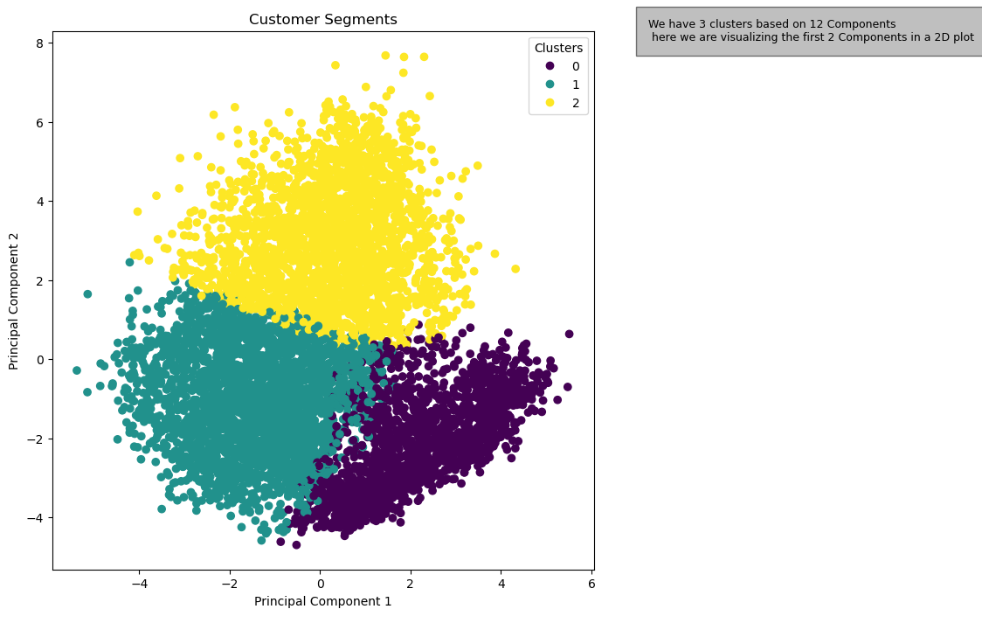 Customer Segments
We have 3 clusters based on 12 Components
here we are visualizing the first 2 Components in a 2D plot
Clusters
0
1
2
8
6
4
2
0
−2
−4
Principal Component 2
−4
−2
0
2
4
6
Principal Component 1